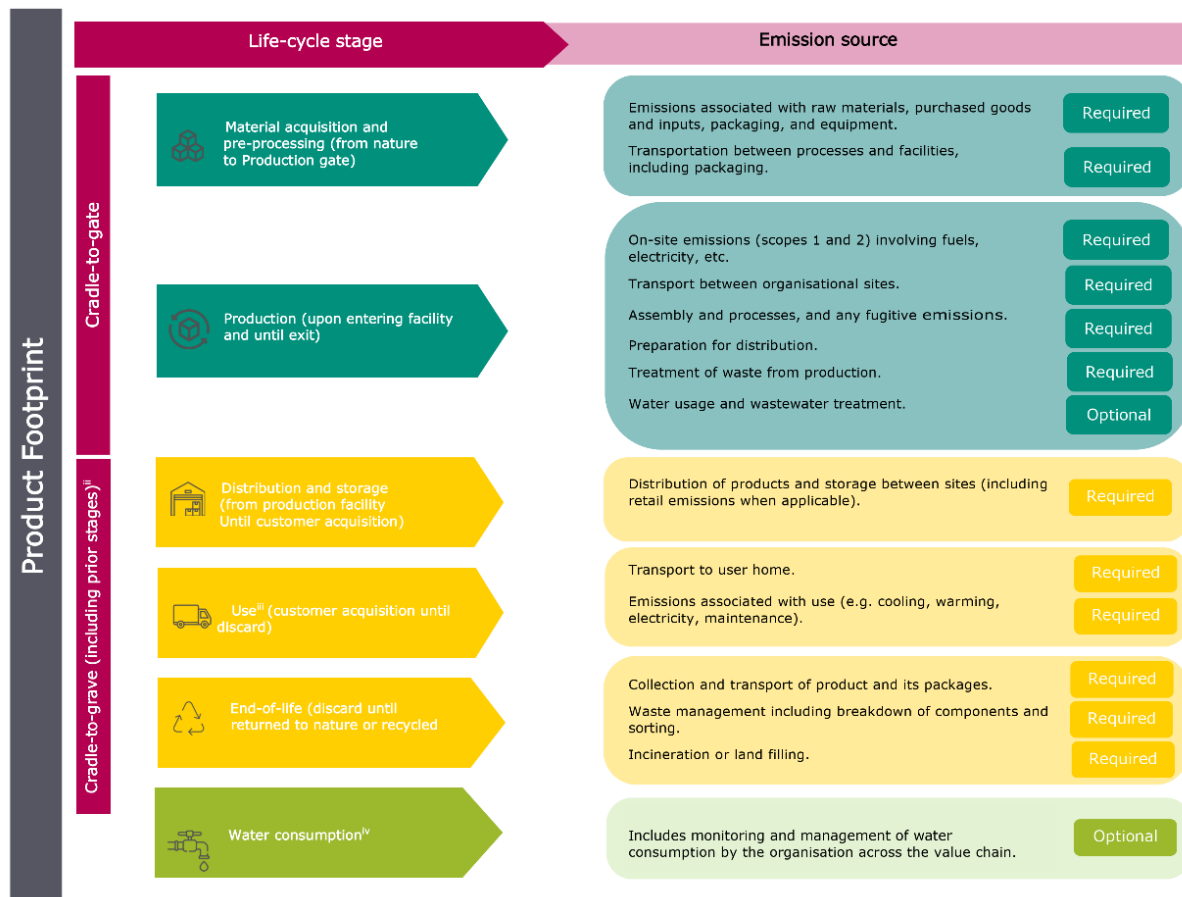 Product Footprint
Life-cycle stage
Emission source
Cradle-to-gate
Material acquisition and
pre-processing (from nature
to Production gate)
Emissions associated with raw materials, purchased goods
and inputs, packaging, and equipment.
Required
Transportation between processes and facilities,
including packaging.
Required
Production (upon entering facility
and until exit)
On-site emissions (scopes 1 and 2) involving fuels,
electricity, etc.
Required
Transport between organisational sites.
Required
Assembly and processes, and any fugitive emissions.
Required
Preparation for distribution.
Treatment of waste from production.
Required
Water usage and wastewater treatment.
Optional
Cradle-to-grave (including prior stages)ii
Distribution and storage
(from production facility
Until customer acquisition)
Distribution of products and storage between sites (including
retail emissions when applicable).
Required
Useiii (customer acquisition until
discard)
Transport to user home.
Required
Emissions associated with use (e.g. cooling, warming,
electricity, maintenance).
Required
End-of-life (discard until
returned to nature or recycled
Collection and transport of product and its packages.
Required
Waste management including breakdown of components and
sorting.
Required
Incineration or land filling.
Required
Water consumptioniv
Includes monitoring and management of water
consumption by the organisation across the value chain.
Optional